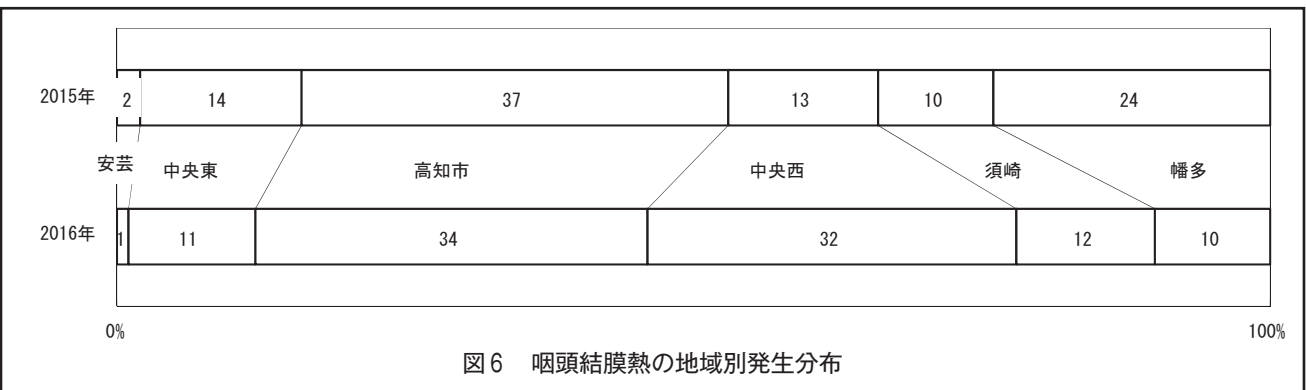 2015年 2 14 37 13 10 24
安芸 中央東 高知市 中央西 須崎 幡多
2016年 1 11 34 32 12 10
0% 100%
図6 咽頭結膜熱の地域別発生分布